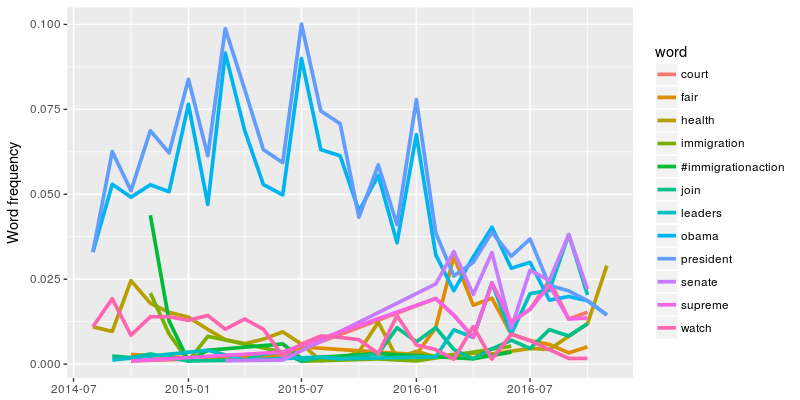 0.100
0.075
0.050
0.025
0.000
Word frequency
2014-07 2015-01 2015-07 2016-01 2016-07
word
court
fair
health
immigration
#immigrationaction
join
leaders
obama
president
senate
supreme
watch